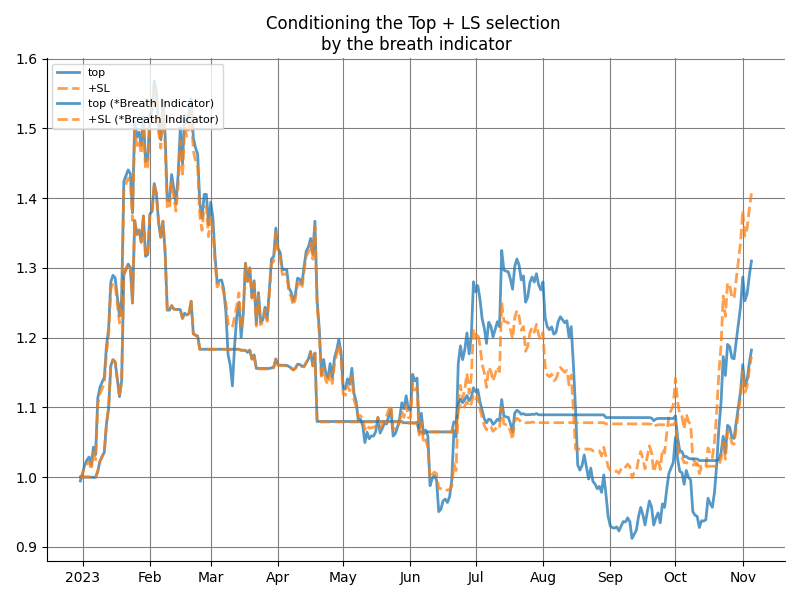 Conditioning the Top + LS selection
by the breath indicator
top
+SL
top (*Breath Indicator)
+SL (*Breath Indicator)
1.6
1.5
1.4
1.3
1.2
1.1
1.0
0.9
2023 Feb Mar Apr May Jun Jul Aug Sep Oct Nov